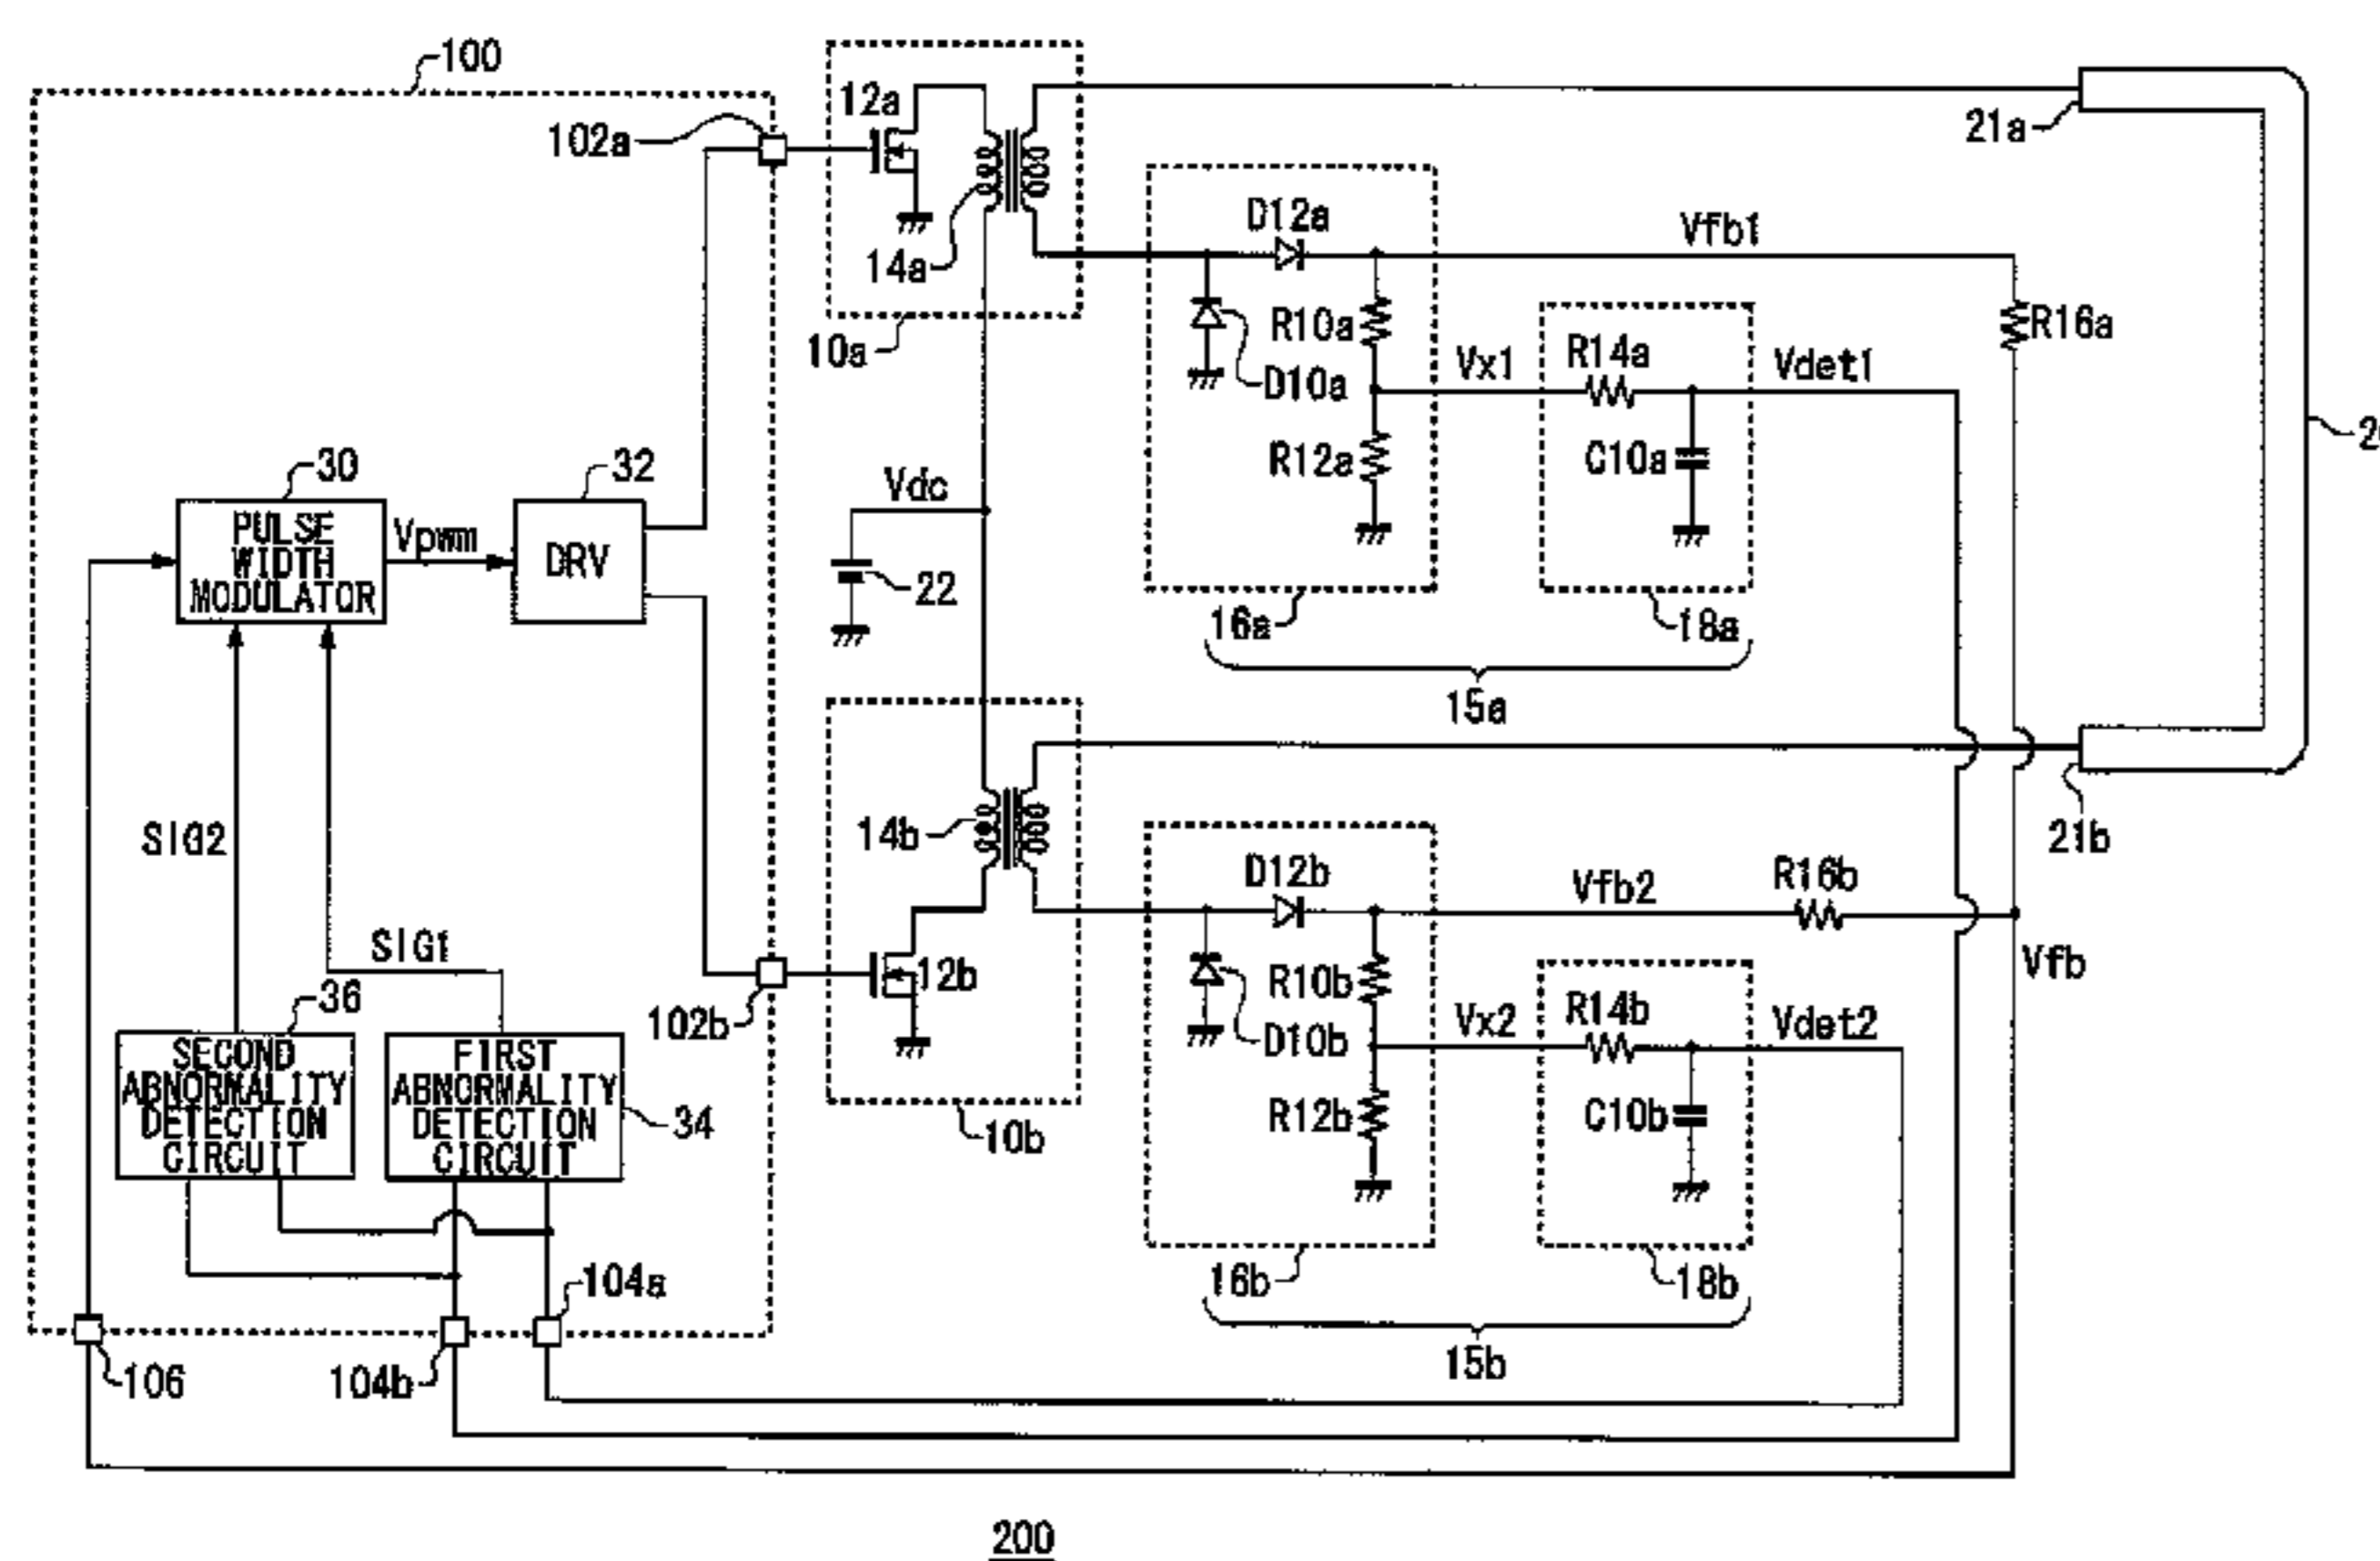 100
102a
12a
14a
10a
21a
D12a
Vfb1
R10a
D10a
Vx1
R14a
Vdet1
R16a
R12a
C10a
30
32
Vdc
PULSE
WIDTH
MODULATOR
Vpwm
DRV
22
16a
18a
15a
14b
21b
SIG2
SIG1
D12b
Vfb2
R16b
12b
102b
R10b
D10b
Vx2
R14b
Vdet2
Vfb
36
SECOND
ABNORMALITY
DETECTION
CIRCUIT
FIRST
ABNORMALITY
DETECTION
CIRCUIT
34
10b
R12b
C10b
104a
16b
18b
106
104b
15b
200